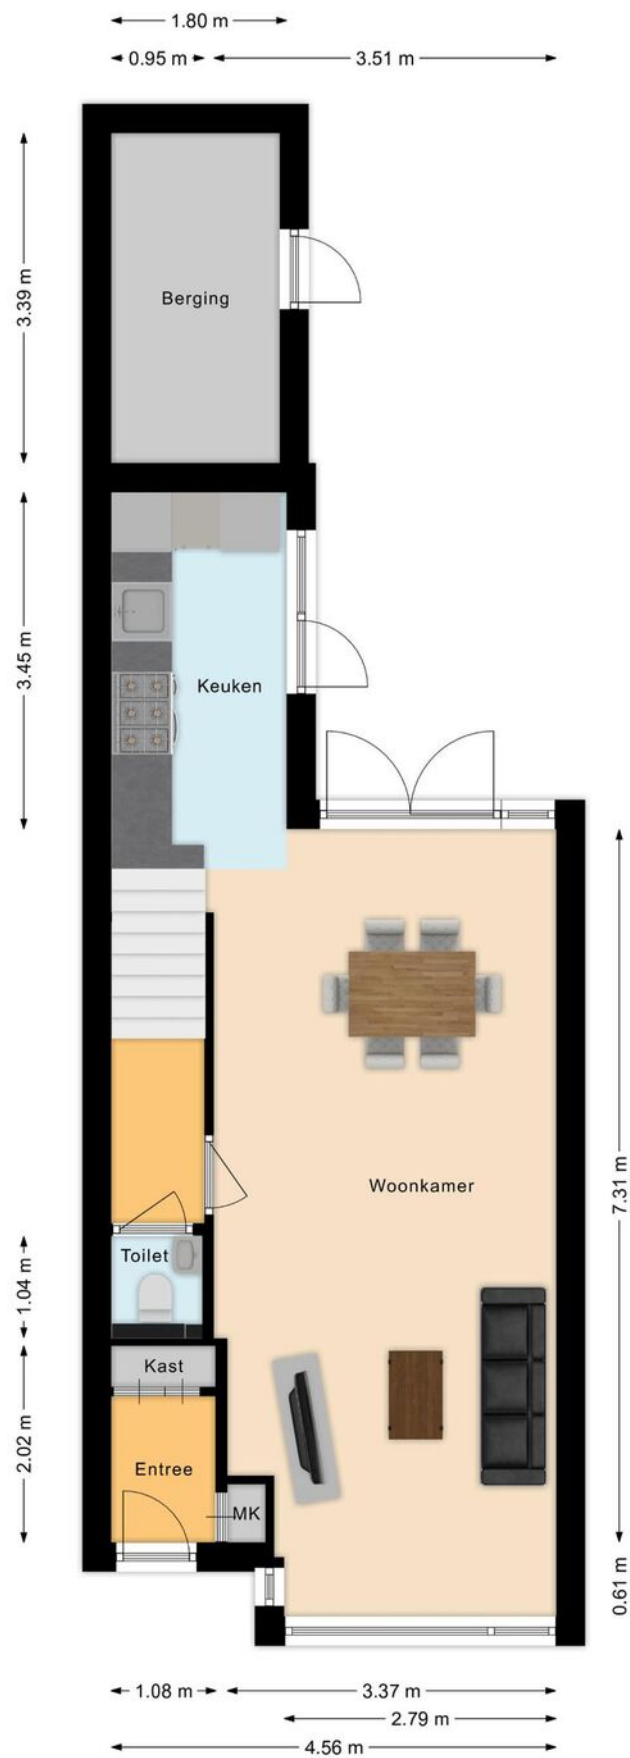 1.80 m
0.95 m
3.51 m
3.39 m
Berging
3.45 m
Keuken
7.31 m
Woonkamer
1.04 m
Toilet
Kast
2.02 m
Entree
MK
0.61 m
1.08 m
3.37 m
2.79 m
4.56 m